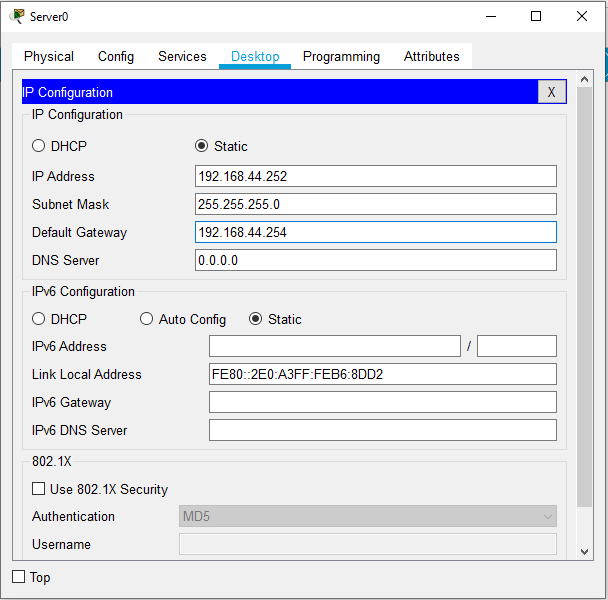 Server0
Physical Config Services Desktop Programming Attributes
IP Configuration X
IP Configuration
DHCP Static
IP Address 192.168.44.252
Subnet Mask 255.255.255.0
Default Gateway 192.168.44.254
DNS Server 0.0.0.0
IPv6 Configuration
DHCP Auto Config Static
IPv6 Address /
Link Local Address FE80::2E0:A3FF:FEB6:8DD2
IPv6 Gateway
IPv6 DNS Server
802.1X
Use 802.1X Security
Authentication MD5
Username
Top